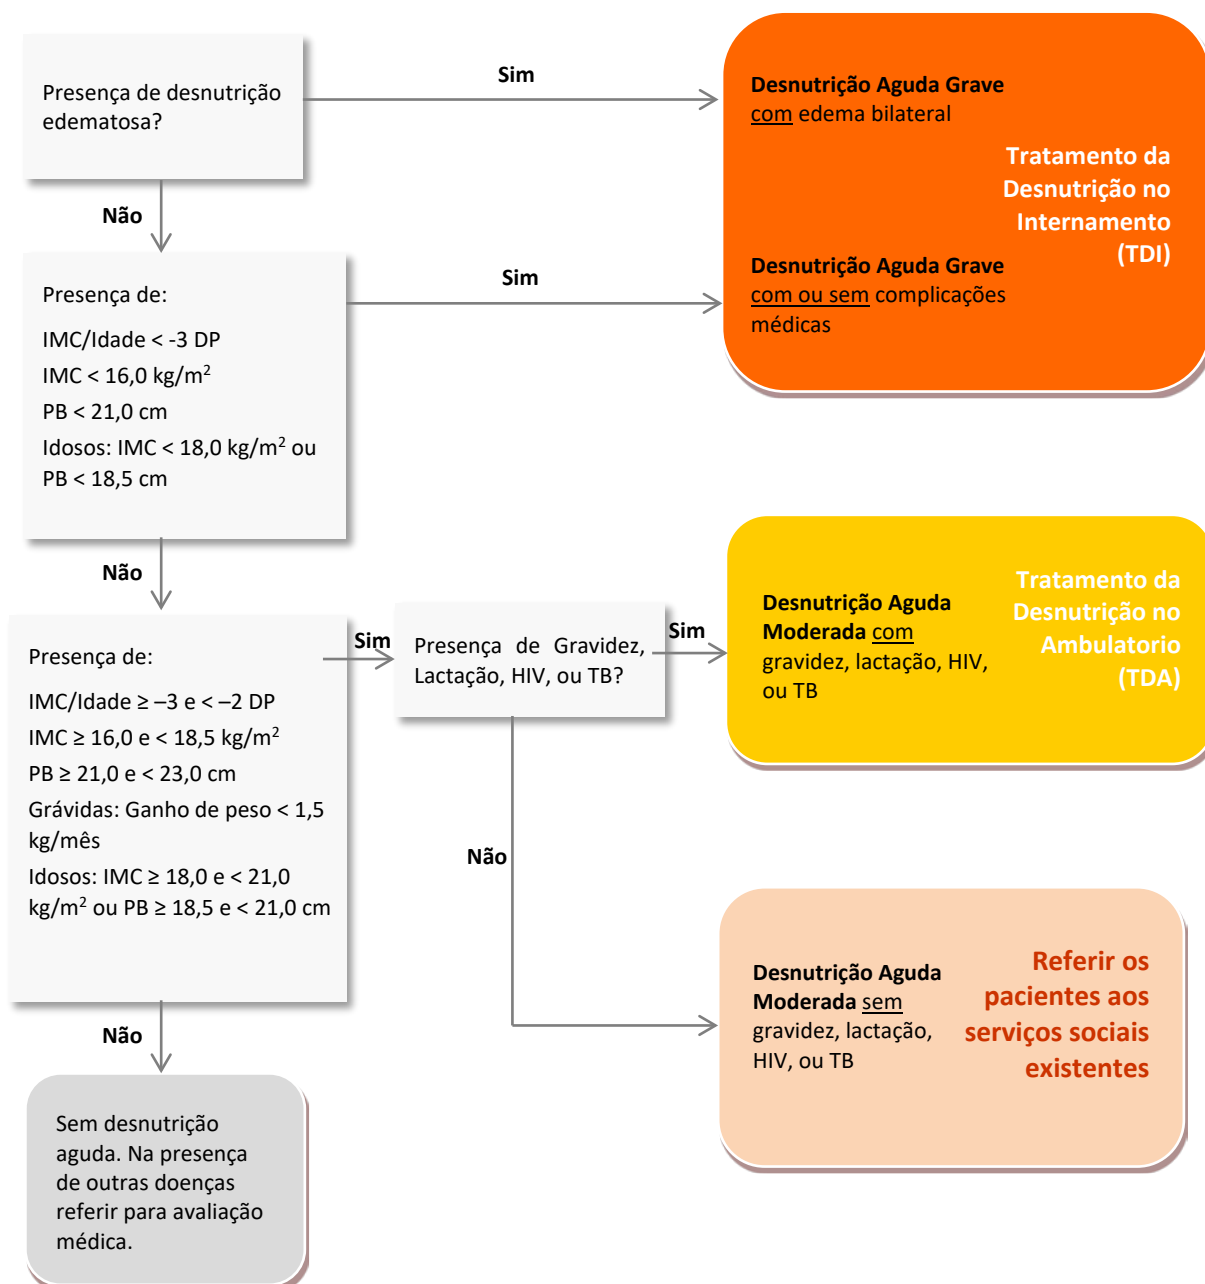 Presença de desnutrição
edematosa?
Sim
Desnutrição Aguda Grave
com edema bilateral
Tratamento da
Desnutrição no
Internamento
(TDI)
Não
Presença de:
IMC/Idade < -3 DP
IMC < 16,0 kg/m²
PB < 21,0 cm
Idosos: IMC < 18,0 kg/m² ou
PB < 18,5 cm
Sim
Desnutrição Aguda Grave
com ou sem complicações
médicas
Não
Presença de:
IMC/Idade ≥ –3 e < –2 DP
IMC ≥ 16,0 e < 18,5 kg/m²
PB ≥ 21,0 e < 23,0 cm
Grávidas: Ganho de peso < 1,5
kg/mês
Idosos: IMC ≥ 18,0 e < 21,0
kg/m² ou PB ≥ 18,5 e < 21,0 cm
Sim
Presença de Gravidez,
Lactação, HIV, ou TB?
Sim
Desnutrição Aguda
Moderada com
gravidez, lactação, HIV,
ou TB
Tratamento da
Desnutrição no
Ambulatorio
(TDA)
Não
Desnutrição Aguda
Moderada sem
gravidez, lactação,
HIV, ou TB
Referir os
pacientes aos
serviços sociais
existentes
Não
Sem desnutrição
aguda. Na presença
de outras doenças
referir para avaliação
médica.